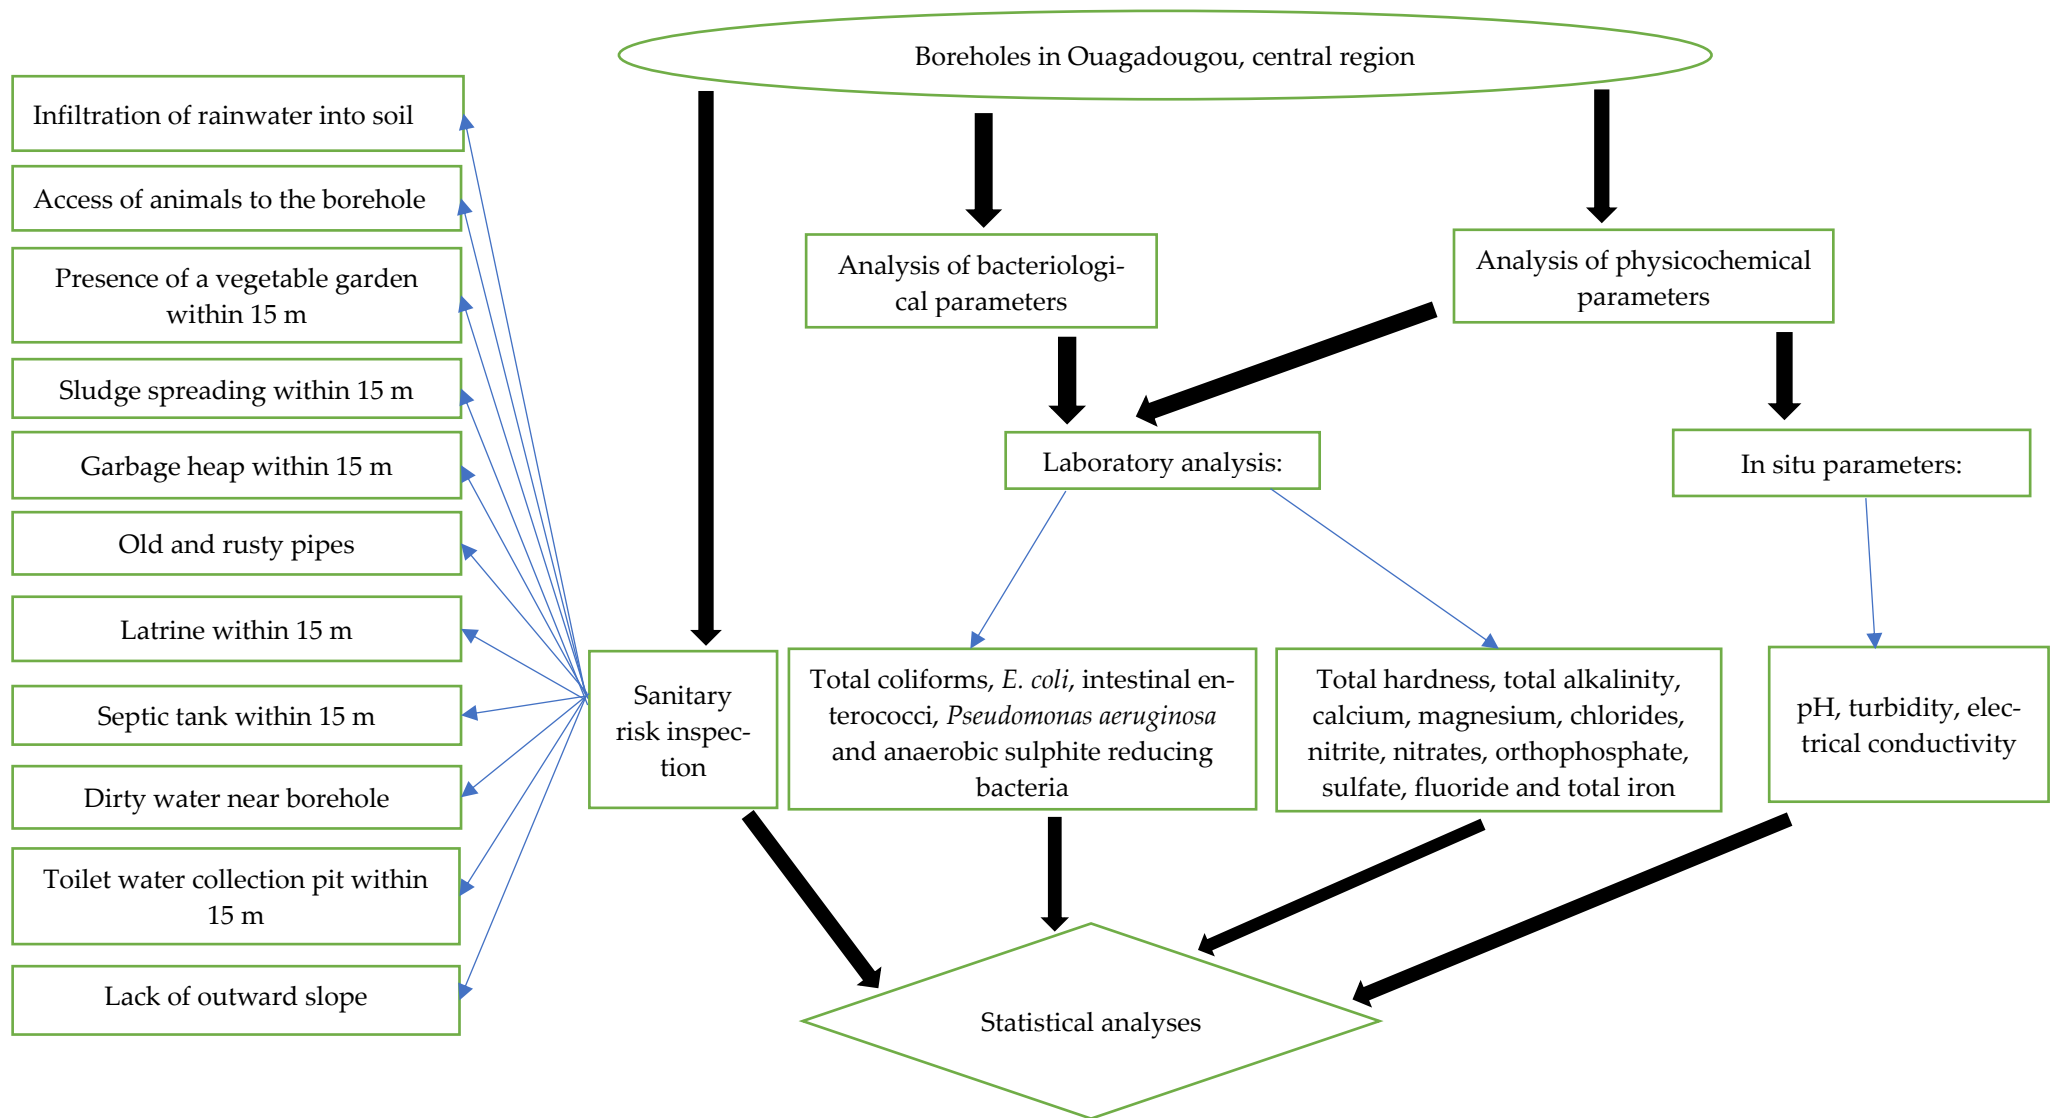 Boreholes in Ouagadougou, central region
Infiltration of rainwater into soil
Access of animals to the borehole
Presence of a vegetable garden
within 15 m
Sludge spreading within 15 m
Garbage heap within 15 m
Old and rusty pipes
Latrine within 15 m
Septic tank within 15 m
Dirty water near borehole
Toilet water collection pit within
15 m
Lack of outward slope
Analysis of bacteriologi-
cal parameters
Analysis of physicochemical
parameters
Laboratory analysis:
In situ parameters:
Sanitary
risk inspec-
tion
Total coliforms, E. coli, intestinal en-
terococci, Pseudomonas aeruginosa
and anaerobic sulphite reducing
bacteria
Total hardness, total alkalinity,
calcium, magnesium, chlorides,
nitrite, nitrates, orthophosphate,
sulfate, fluoride and total iron
pH, turbidity, elec-
trical conductivity
Statistical analyses